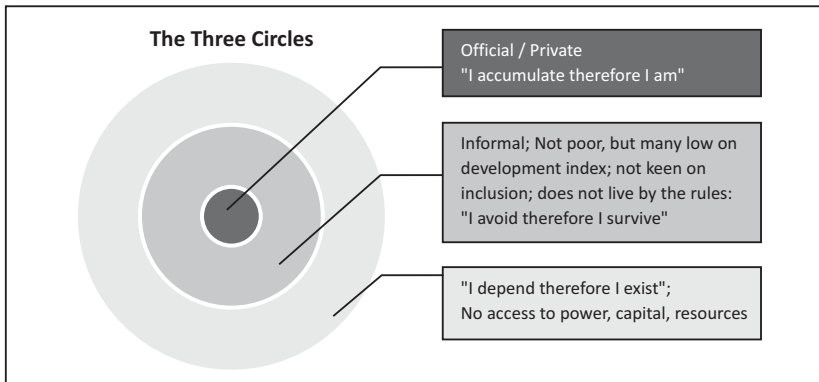 The Three Circles
Official / Private
"I accumulate therefore I am"
Informal; Not poor, but many low on
development index; not keen on
inclusion; does not live by the rules:
"I avoid therefore I survive"
"I depend therefore I exist";
No access to power, capital, resources